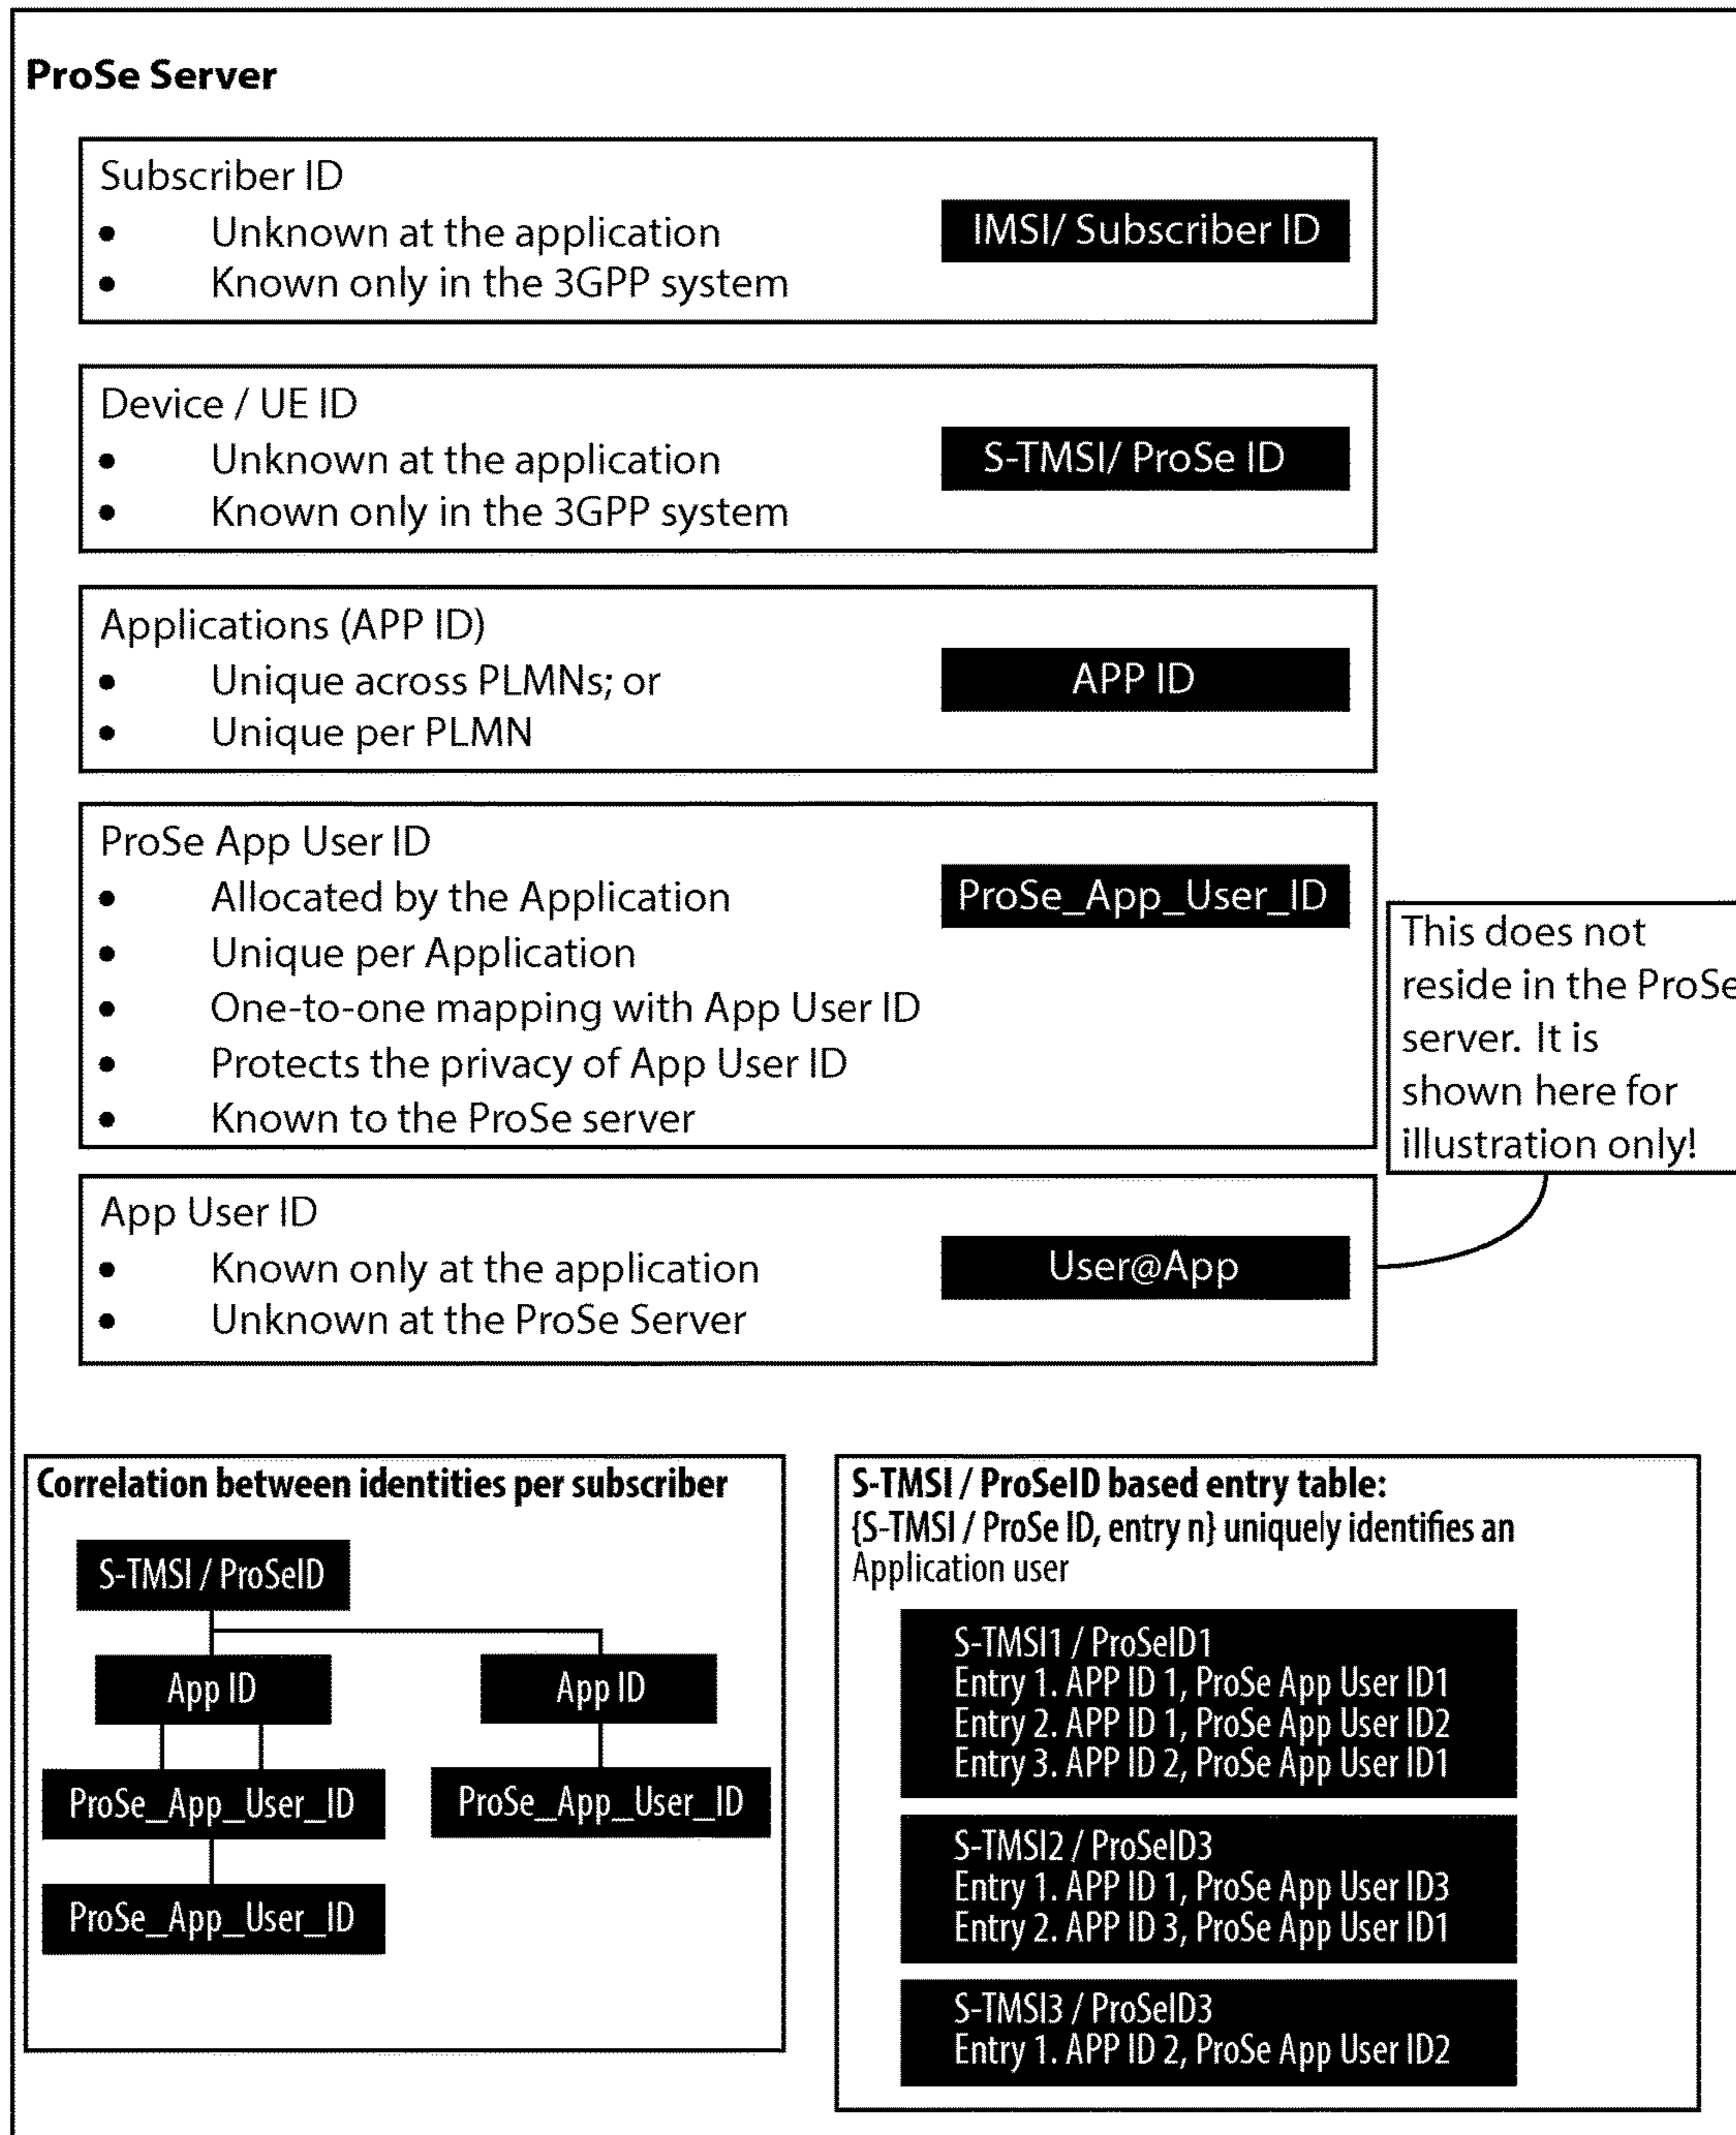 ProSe Server
Subscriber ID
• Unknown at the application
• Known only in the 3GPP system
IMSI/ Subscriber ID
Device / UE ID
• Unknown at the application
• Known only in the 3GPP system
S-TMSI/ ProSe ID
Applications (APP ID)
• Unique across PLMNs; or
• Unique per PLMN
APP ID
ProSe App User ID
• Allocated by the Application
• Unique per Application
• One-to-one mapping with App User ID
• Protects the privacy of App User ID
• Known to the ProSe server
ProSe_App_User_ID
This does not
reside in the ProSe
server. It is
shown here for
illustration only!
App User ID
• Known only at the application
• Unknown at the ProSe Server
User@App
Correlation between identities per subscriber
S-TMSI / ProSeID
App ID
App ID
ProSe_App_User_ID
ProSe_App_User_ID
ProSe_App_User_ID
S-TMSI / ProSeID based entry table:
{S-TMSI / ProSe ID, entry n} uniquely identifies an
Application user
S-TMSI1 / ProSeID1
Entry 1. APP ID 1, ProSe App User ID1
Entry 2. APP ID 1, ProSe App User ID2
Entry 3. APP ID 2, ProSe App User ID1
S-TMSI2 / ProSeID3
Entry 1. APP ID 1, ProSe App User ID3
Entry 2. APP ID 3, ProSe App User ID1
S-TMSI3 / ProSeID3
Entry 1. APP ID 2, ProSe App User ID2